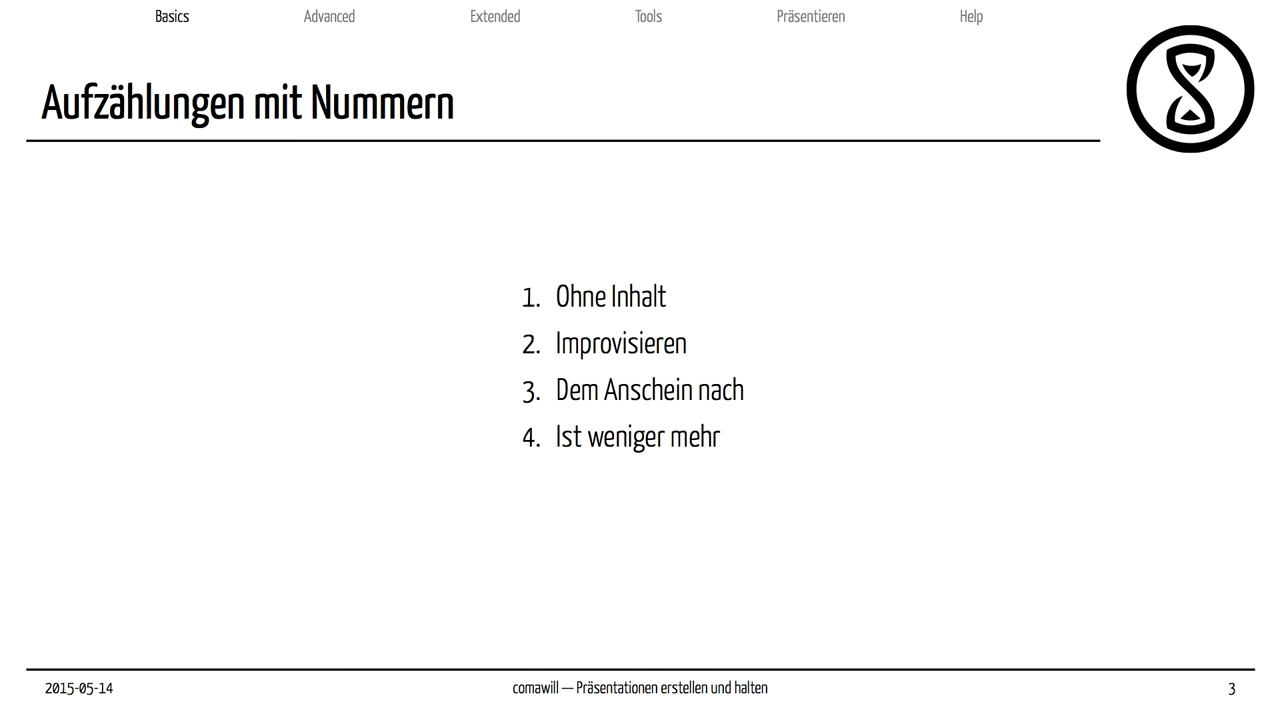 Basics Advanced Extended Tools Präsentieren Help
Aufzählungen mit Nummern
1. Ohne Inhalt
2. Improvisieren
3. Dem Anschein nach
4. Ist weniger mehr
2015-05-14 comawill — Präsentationen erstellen und halten 3